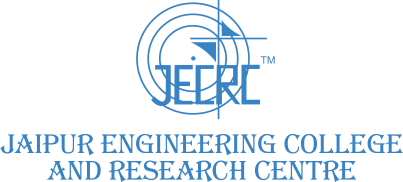 JECRC™
JAIPUR ENGINEERING COLLEGE
AND RESEARCH CENTRE